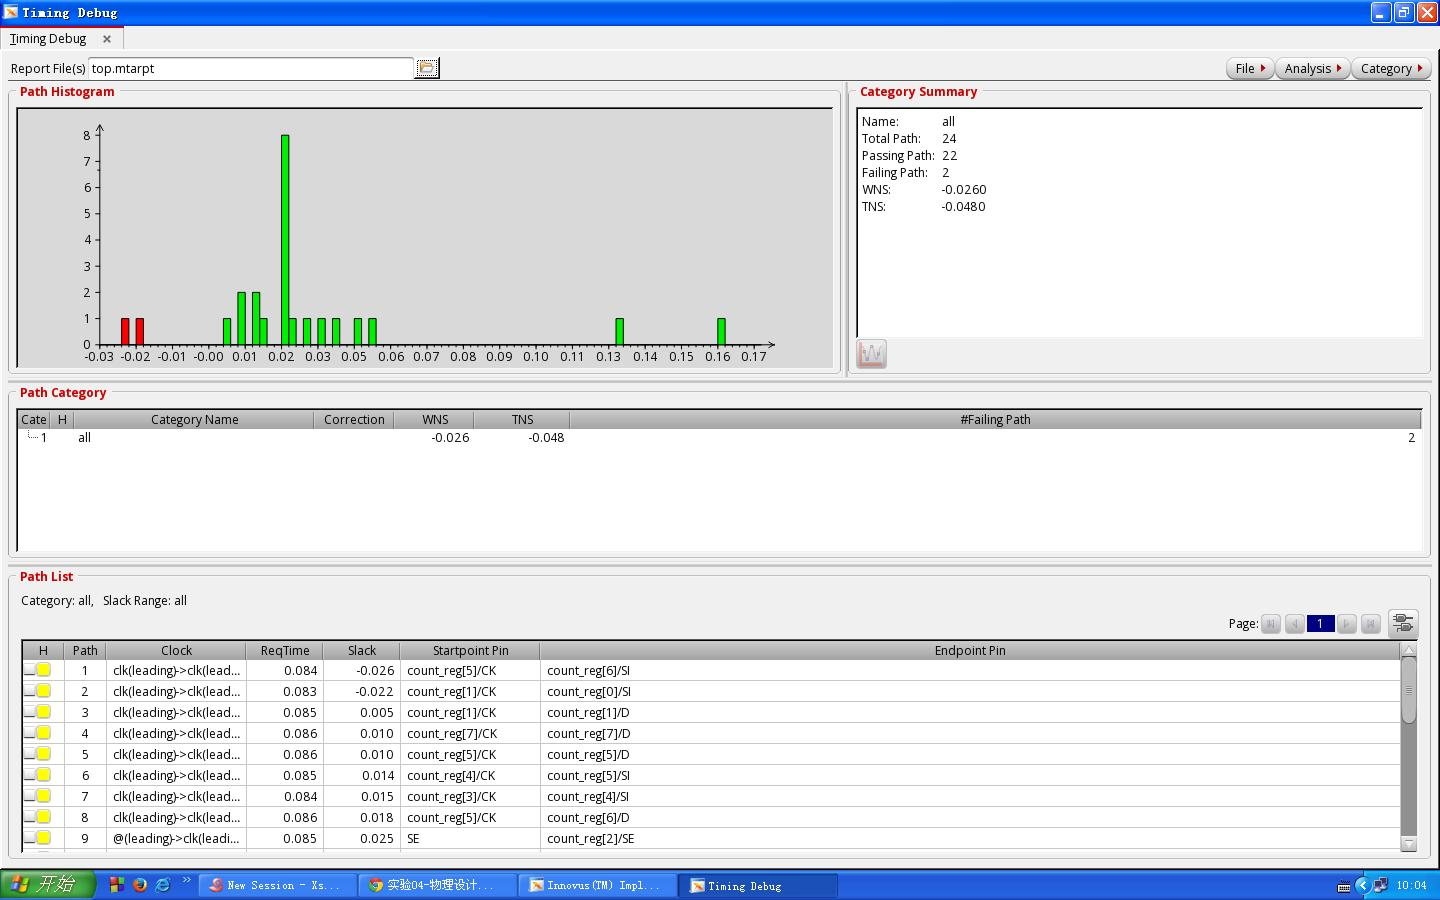 Timing Debug
Timing Debug
Report File(s) top.mtarpt File Analysis Category
Path Histogram
8
7
6
5
4
3
2
1
0
-0.03 -0.02 -0.01 -0.00 0.01 0.02 0.03 0.05 0.06 0.07 0.08 0.09 0.10 0.11 0.13 0.14 0.15 0.16 0.17
Category Summary
Name: all
Total Path: 24
Passing Path: 22
Failing Path: 2
WNS: -0.0260
TNS: -0.0480
Path Category
Cate H Category Name Correction WNS TNS #Failing Path
1 all -0.026 -0.048 2
Path List
Category: all, Slack Range: all
Page: 1
H Path Clock ReqTime Slack Startpoint Pin Endpoint Pin
1 clk(leading)->clk(lead... 0.084 -0.026 count_reg[5]/CK count_reg[6]/SI
2 clk(leading)->clk(lead... 0.083 -0.022 count_reg[1]/CK count_reg[0]/SI
3 clk(leading)->clk(lead... 0.085 0.005 count_reg[1]/CK count_reg[1]/D
4 clk(leading)->clk(lead... 0.086 0.010 count_reg[7]/CK count_reg[7]/D
5 clk(leading)->clk(lead... 0.086 0.010 count_reg[5]/CK count_reg[5]/D
6 clk(leading)->clk(lead... 0.085 0.014 count_reg[4]/CK count_reg[5]/SI
7 clk(leading)->clk(lead... 0.084 0.015 count_reg[3]/CK count_reg[4]/SI
8 clk(leading)->clk(lead... 0.086 0.018 count_reg[5]/CK count_reg[6]/D
9 @(leading)->clk(leadi... 0.085 0.025 SE count_reg[2]/SE
开始 New Session - Xs... 实验04-物理设计... Innovus(TM) Impl... Timing Debug 10:04